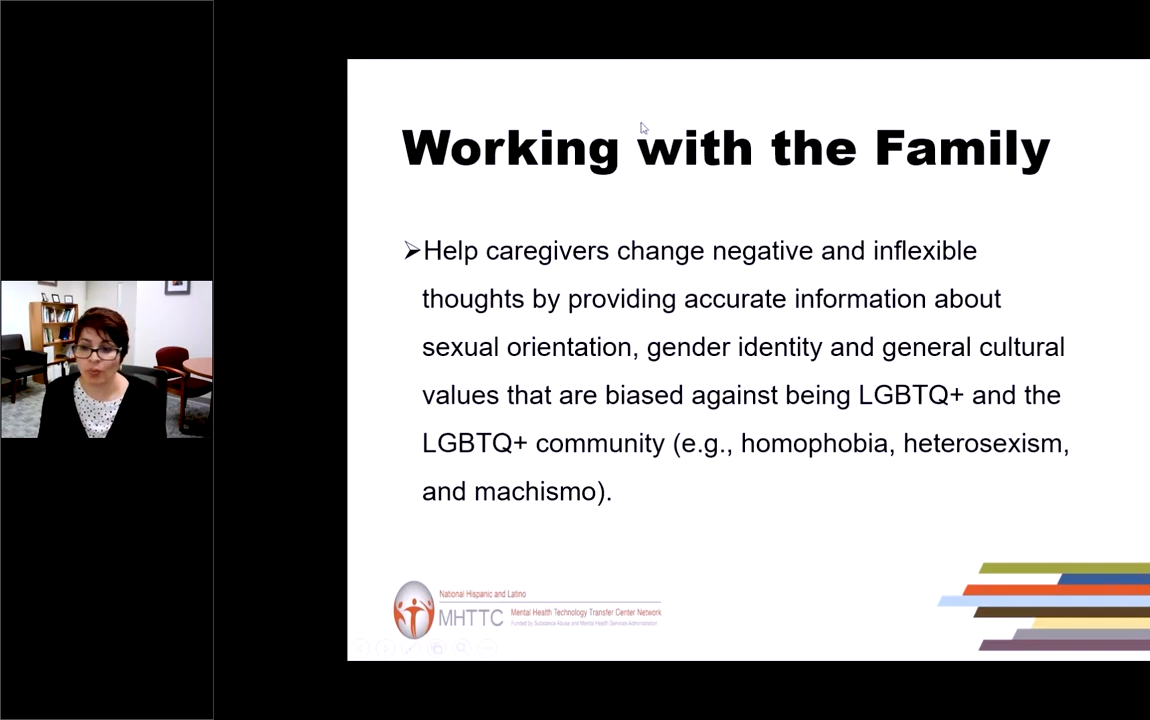 Working with the Family
➢Help caregivers change negative and inflexible
thoughts by providing accurate information about
sexual orientation, gender identity and general cultural
values that are biased against being LGBTQ+ and the
LGBTQ+ community (e.g., homophobia, heterosexism,
and machismo).
National Hispanic and Latino
MHTTC Mental Health Technology Transfer Center Network
Funded by Substance Abuse and Mental Health Services Administration